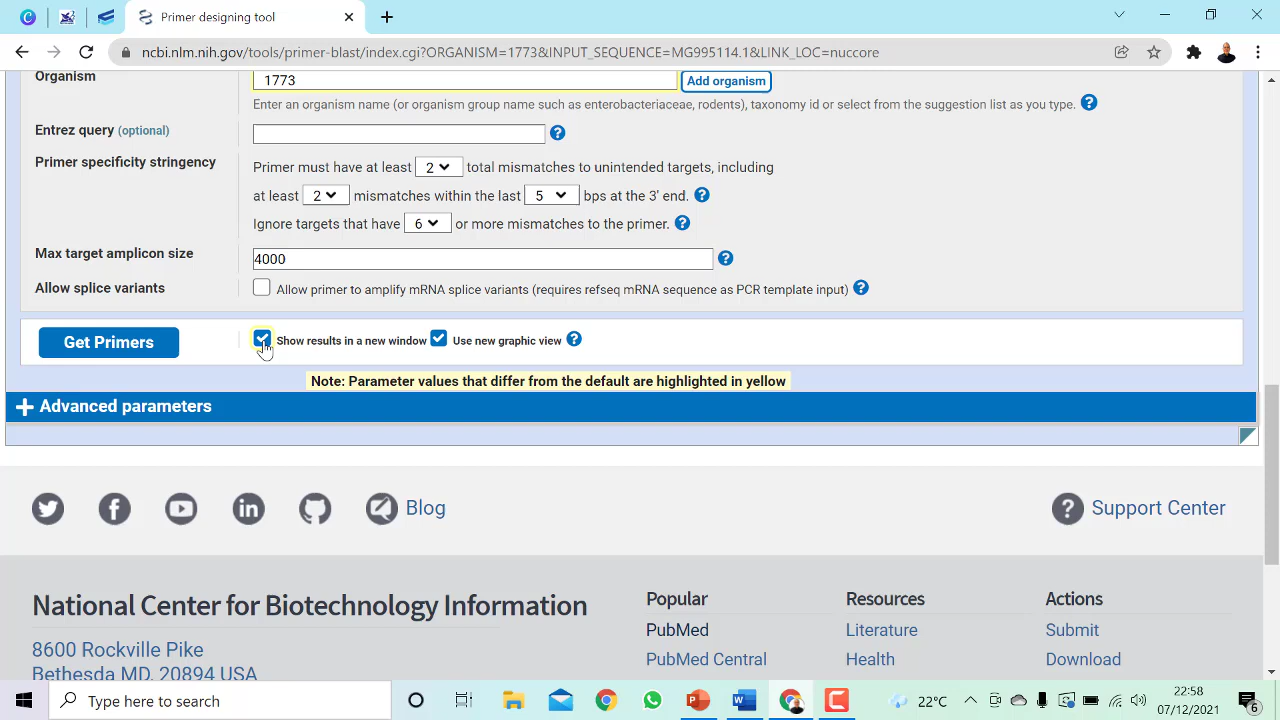 Primer designing tool
ncbi.nlm.nih.gov/tools/primer-blast/index.cgi?ORGANISM=1773&INPUT_SEQUENCE=MG995114.1&LINK_LOC=nuccore
Organism
1773
Add organism
Enter an organism name (or organism group name such as enterobacteriaceae, rodents), taxonomy id or select from the suggestion list as you type.
Entrez query (optional)
Primer specificity stringency
Primer must have at least 2 total mismatches to unintended targets, including
at least 2 mismatches within the last 5 bps at the 3' end.
Ignore targets that have 6 or more mismatches to the primer.
Max target amplicon size
4000
Allow splice variants
Allow primer to amplify mRNA splice variants (requires refseq mRNA sequence as PCR template input)
Get Primers
Show results in a new window
Use new graphic view
Note: Parameter values that differ from the default are highlighted in yellow
Advanced parameters
Blog
Support Center
National Center for Biotechnology Information
8600 Rockville Pike
Bethesda MD, 20894 USA
Popular
PubMed
PubMed Central
Resources
Literature
Health
Actions
Submit
Download
Type here to search
22°C
22:58
07/12/2021
6